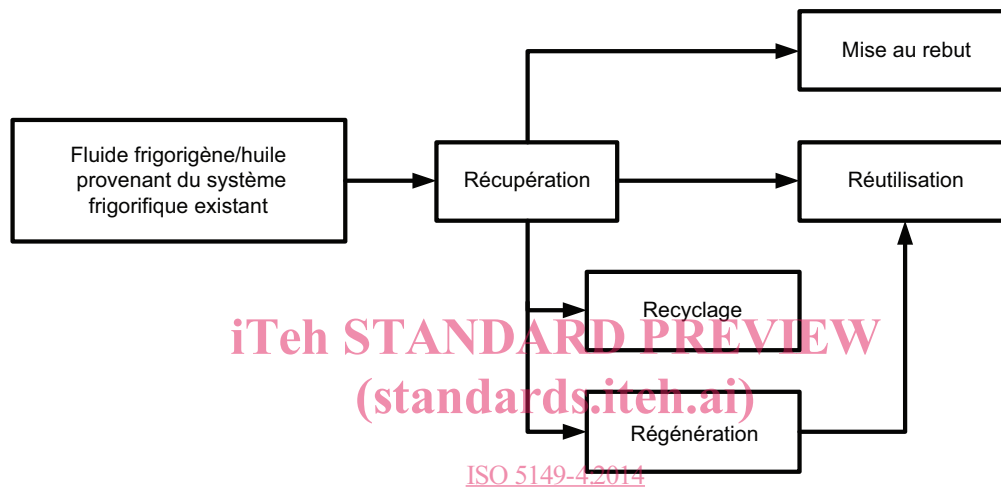 Mise au rebut
Fluide frigorigène/huile
provenant du système
frigorifique existant
Récupération
Réutilisation
Recyclage
iTeh STANDARD PREVIEW
(standards.iteh.ai)
Régénération
ISO 5149-4:2014